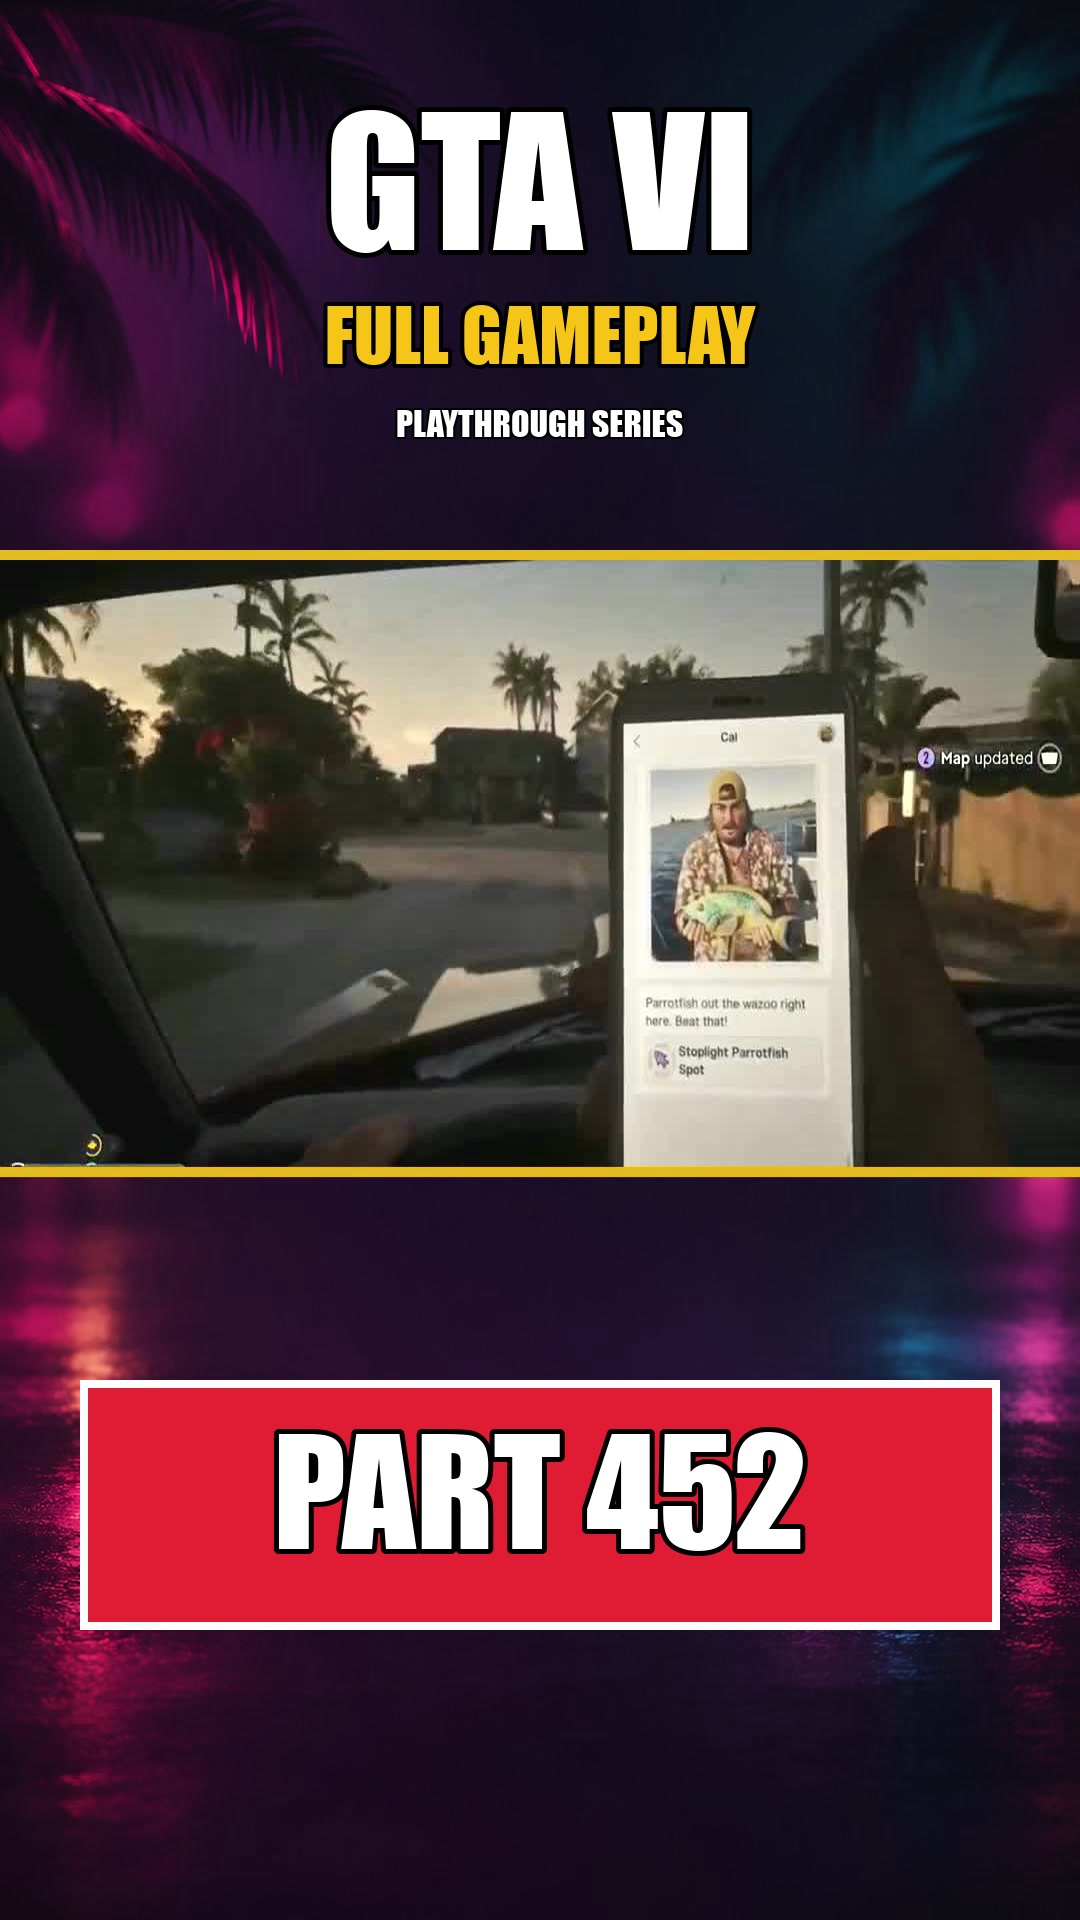 GTA VI
FULL GAMEPLAY
PLAYTHROUGH SERIES
Cal
2 Map updated
Parrotfish out the wazoo right
here. Beat that!
Stoplight Parrotfish
Spot
PART 452